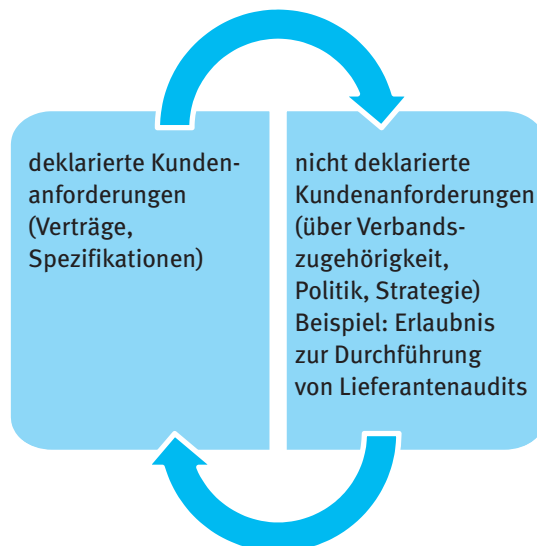 deklarierte Kunden-
anforderungen
(Verträge,
Spezifikationen)
nicht deklarierte
Kundenanforderungen
(über Verbands-
zugehörigkeit,
Politik, Strategie)
Beispiel: Erlaubnis
zur Durchführung
von Lieferantenaudits